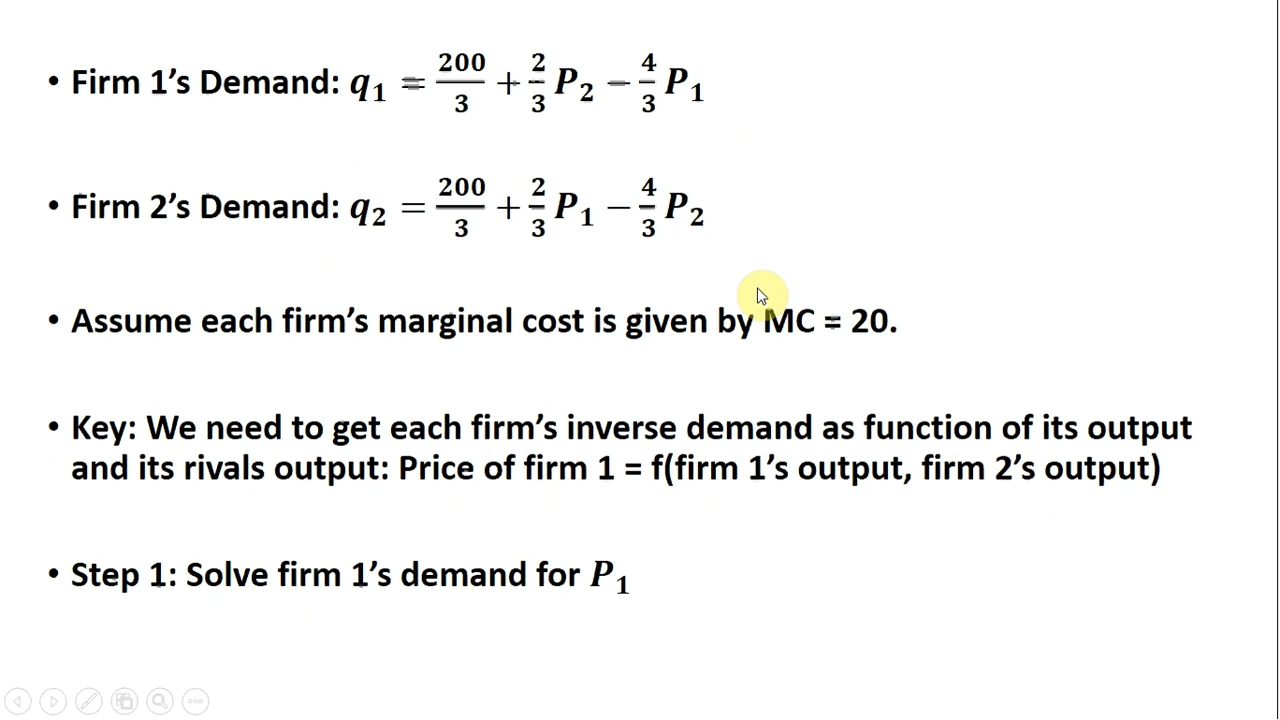 • Firm 1's Demand: q₁ = 200/3 + 2/3 P₂ − 4/3 P₁
• Firm 2's Demand: q₂ = 200/3 + 2/3 P₁ − 4/3 P₂
• Assume each firm's marginal cost is given by MC = 20.
• Key: We need to get each firm's inverse demand as function of its output
and its rivals output: Price of firm 1 = f(firm 1's output, firm 2's output)
• Step 1: Solve firm 1's demand for P₁